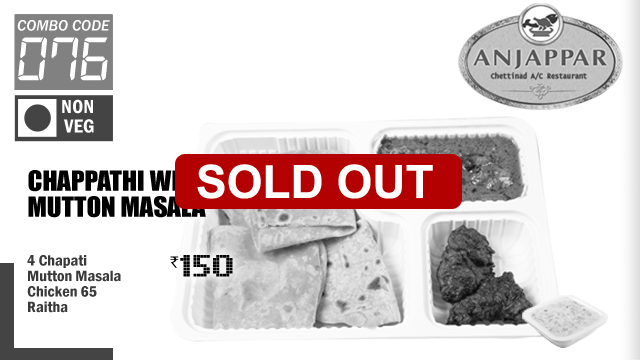 COMBO CODE
076
NON
VEG
ANJAPPAR
Chettinad A/C Restaurant
CHAPPATHI WI
SOLD OUT
MUTTON MASALA
4 Chapati
Mutton Masala
Chicken 65
Raitha
₹150